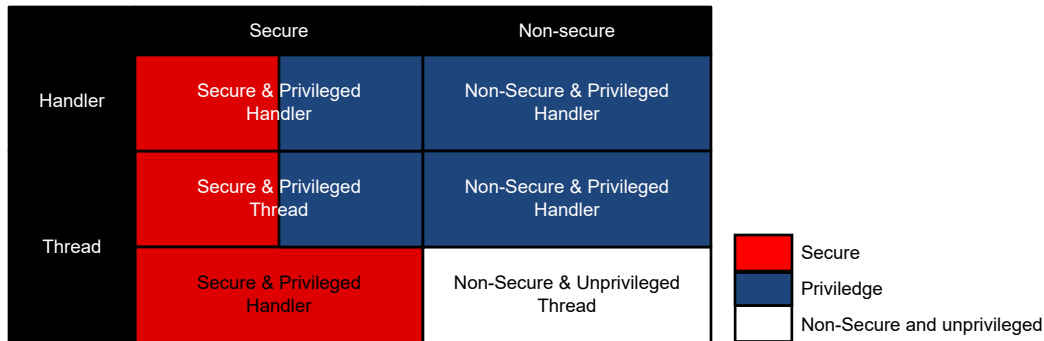 Secure
Non-secure
Handler
Secure & Privileged
Handler
Non-Secure & Privileged
Handler
Thread
Secure & Privileged
Thread
Non-Secure & Privileged
Handler
Secure & Privileged
Handler
Non-Secure & Unprivileged
Thread
Secure
Priviledge
Non-Secure and unprivileged